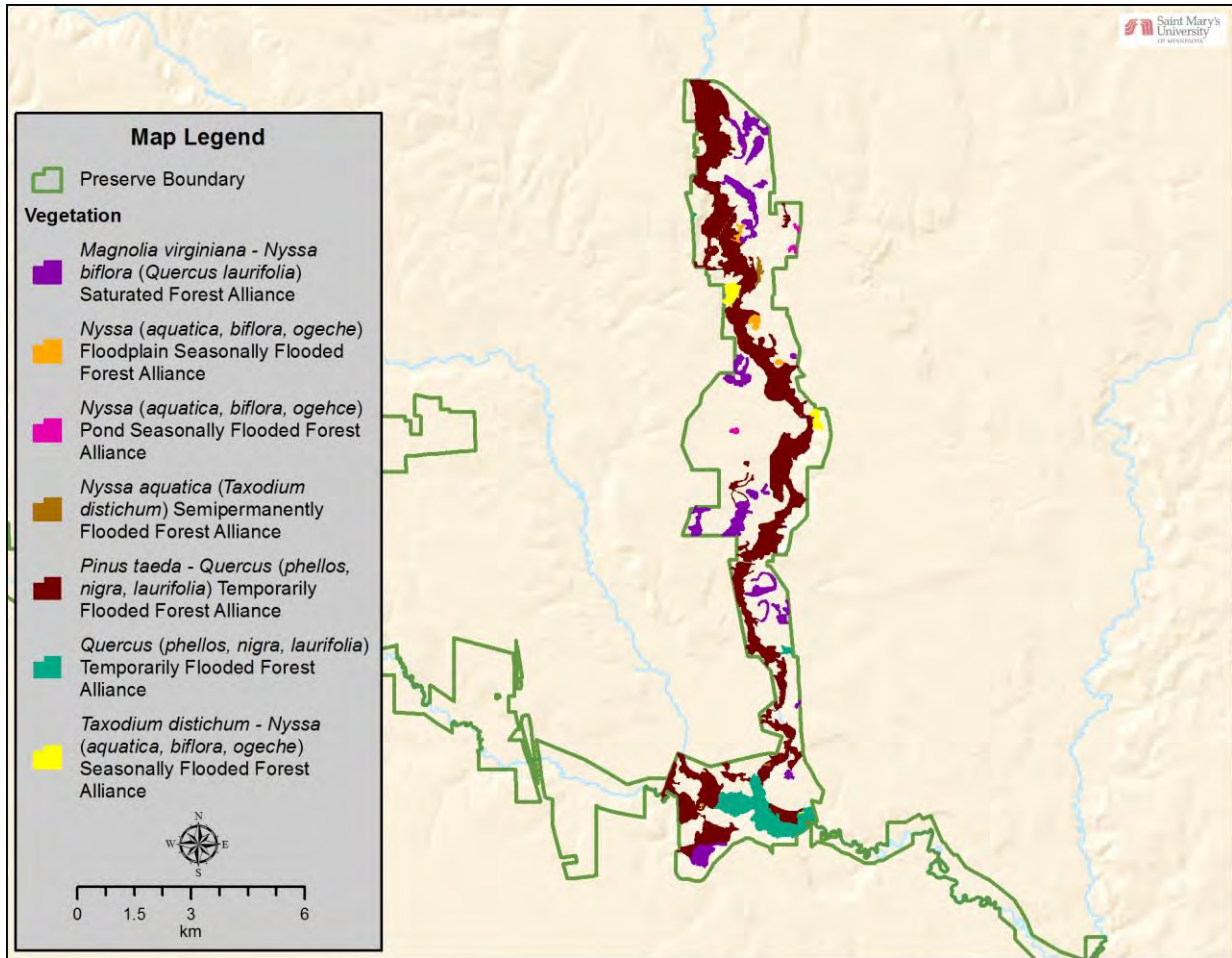 Saint Mary's
University
OF MINNESOTA
Map Legend
Preserve Boundary
Vegetation
Magnolia virginiana - Nyssa
biflora (Quercus laurifolia)
Saturated Forest Alliance
Nyssa (aquatica, biflora, ogeche)
Floodplain Seasonally Flooded
Forest Alliance
Nyssa (aquatica, biflora, ogehce)
Pond Seasonally Flooded Forest
Alliance
Nyssa aquatica (Taxodium
distichum) Semipermanently
Flooded Forest Alliance
Pinus taeda - Quercus (phellos,
nigra, laurifolia) Temporarily
Flooded Forest Alliance
Quercus (phellos, nigra, laurifolia)
Temporarily Flooded Forest
Alliance
Taxodium distichum - Nyssa
(aquatica, biflora, ogeche)
Seasonally Flooded Forest
Alliance
N
W E
S
0 1.5 3 6
km